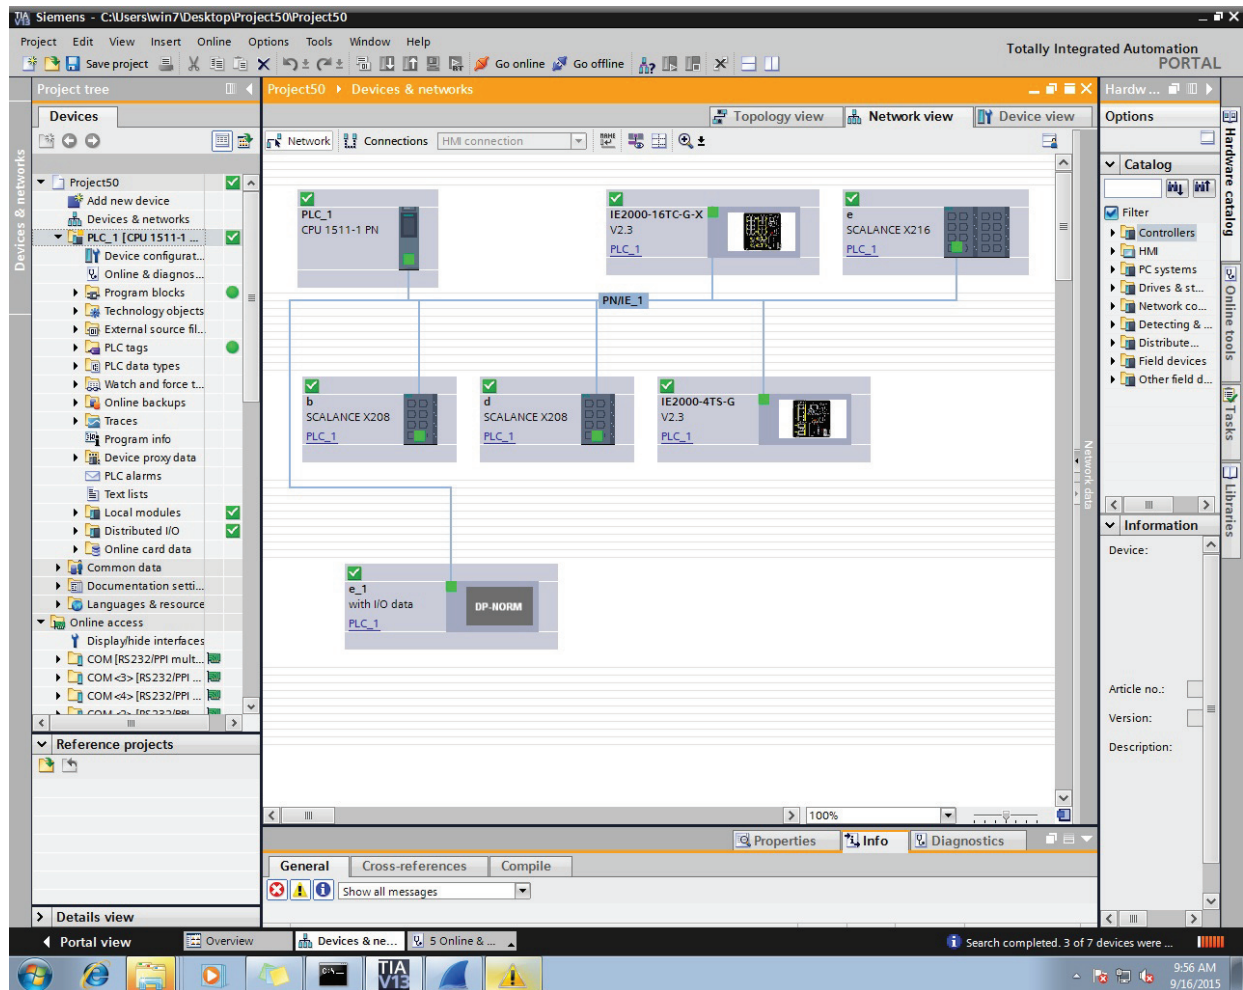 Siemens - C:\Users\win7\Desktop\Project50\Project50
Project Edit View Insert Online Options Tools Window Help
Totally Integrated Automation
PORTAL
Save project
Go online
Go offline
Project tree
Project50
Devices & networks
Hardw ...
Devices
Topology view
Network view
Device view
Options
Network
Connections
HMI connection
Devices & networks
Project50
Add new device
Devices & networks
PLC_1 [CPU 1511-1 ...
Device configurat...
Online & diagnos...
Program blocks
Technology objects
External source fil...
PLC tags
PLC data types
Watch and force t...
Online backups
Traces
Program info
Device proxy data
PLC alarms
Text lists
Local modules
Distributed I/O
Online card data
Common data
Documentation setti...
Languages & resource
Online access
Display/hide interfaces
COM [RS232/PPI mult...
COM <3> [RS232/PPI ...
COM <4> [RS232/PPI ...
Reference projects
Details view
PLC_1
CPU 1511-1 PN
IE2000-16TC-G-X
V2.3
PLC_1
e
SCALANCE X216
PLC_1
PN/IE_1
b
SCALANCE X208
PLC_1
d
SCALANCE X208
PLC_1
IE2000-4TS-G
V2.3
PLC_1
e_1
with I/O data
PLC_1
DP-NORM
Network data
100%
Properties
Info
Diagnostics
General
Cross-references
Compile
Show all messages
Catalog
Filter
Controllers
HMI
PC systems
Drives & st...
Network co...
Detecting & ...
Distribute...
Field devices
Other field d...
Information
Device:
Article no.:
Version:
Description:
Hardware catalog
Online tools
Tasks
Libraries
Portal view
Overview
Devices & ne...
5 Online & ...
Search completed. 3 of 7 devices were ...
TIA
V13
9:56 AM
9/16/2015